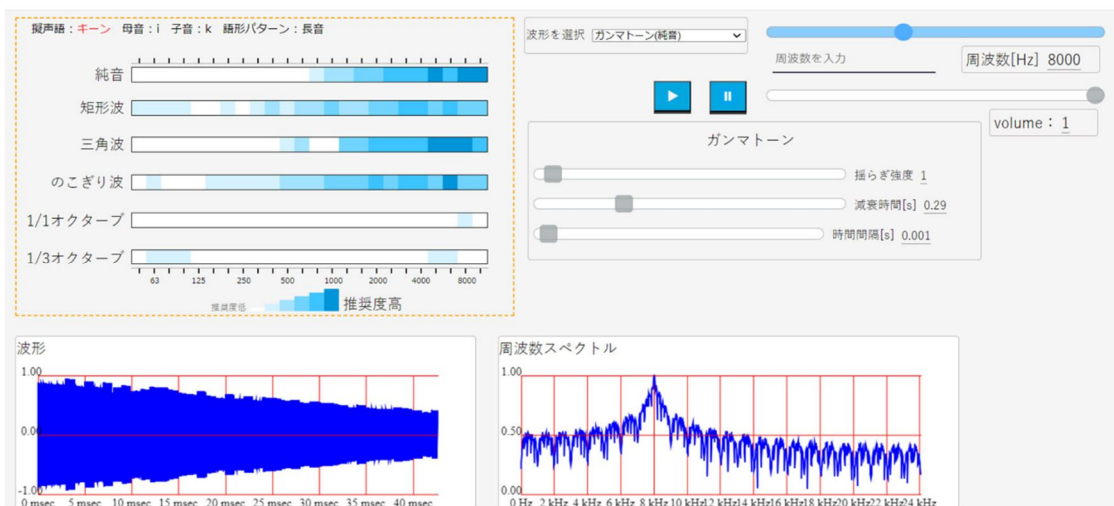 擬声語：キーン 母音：i 子音：k 語形パターン：長音
純音
矩形波
三角波
のこぎり波
1/1オクターブ
1/3オクターブ
63 125 250 500 1000 2000 4000 8000
推奨度低 推奨度高
波形を選択 ガンマトーン(純音)
周波数を入力
周波数[Hz] 8000
volume： 1
ガンマトーン
揺らぎ強度 1
減衰時間[s] 0.29
時間間隔[s] 0.001
波形
1.00
0.00
-1.00
0 msec 5 msec 10 msec 15 msec 20 msec 25 msec 30 msec 35 msec 40 msec
周波数スペクトル
1.00
0.50
0.00
0 Hz 2 kHz 4 kHz 6 kHz 8 kHz 10 kHz 12 kHz 14 kHz 16 kHz 18 kHz 20 kHz 22 kHz 24 kHz